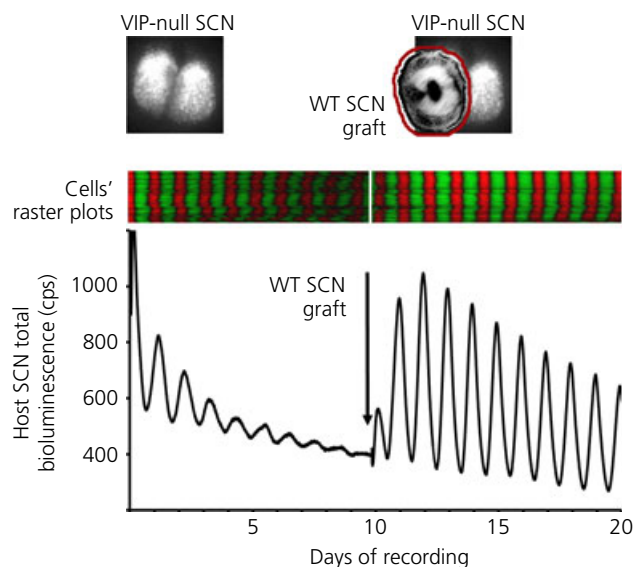 VIP-null SCN
VIP-null SCN
WT SCN
graft
Cells’
raster plots
WT SCN
graft
Host SCN total
bioluminescence (cps)
1000
800
600
400
5
10
15
20
Days of recording